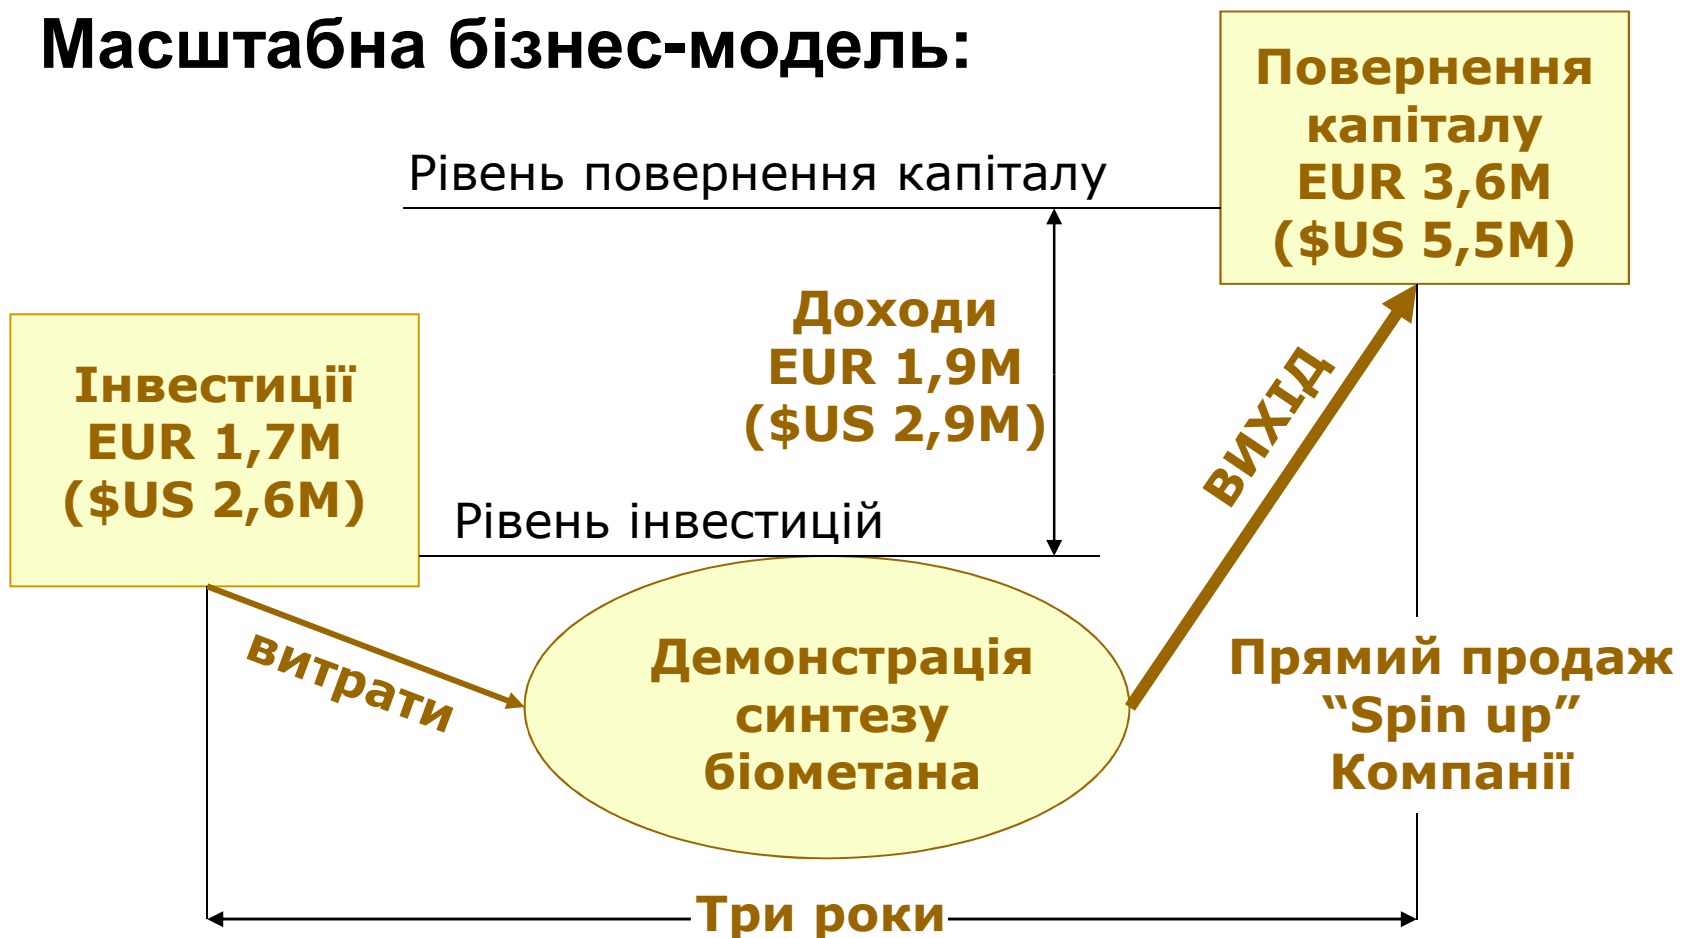 Масштабна бізнес-модель:
Повернення
капіталу
EUR 3,6M
($US 5,5M)
Рівень повернення капіталу
Доходи
EUR 1,9M
($US 2,9M)
Інвестиції
EUR 1,7M
($US 2,6M)
Рівень інвестицій
ВИХІД
витрати
Демонстрація
синтезу
біометана
Прямий продаж
“Spin up”
Компанії
Три роки